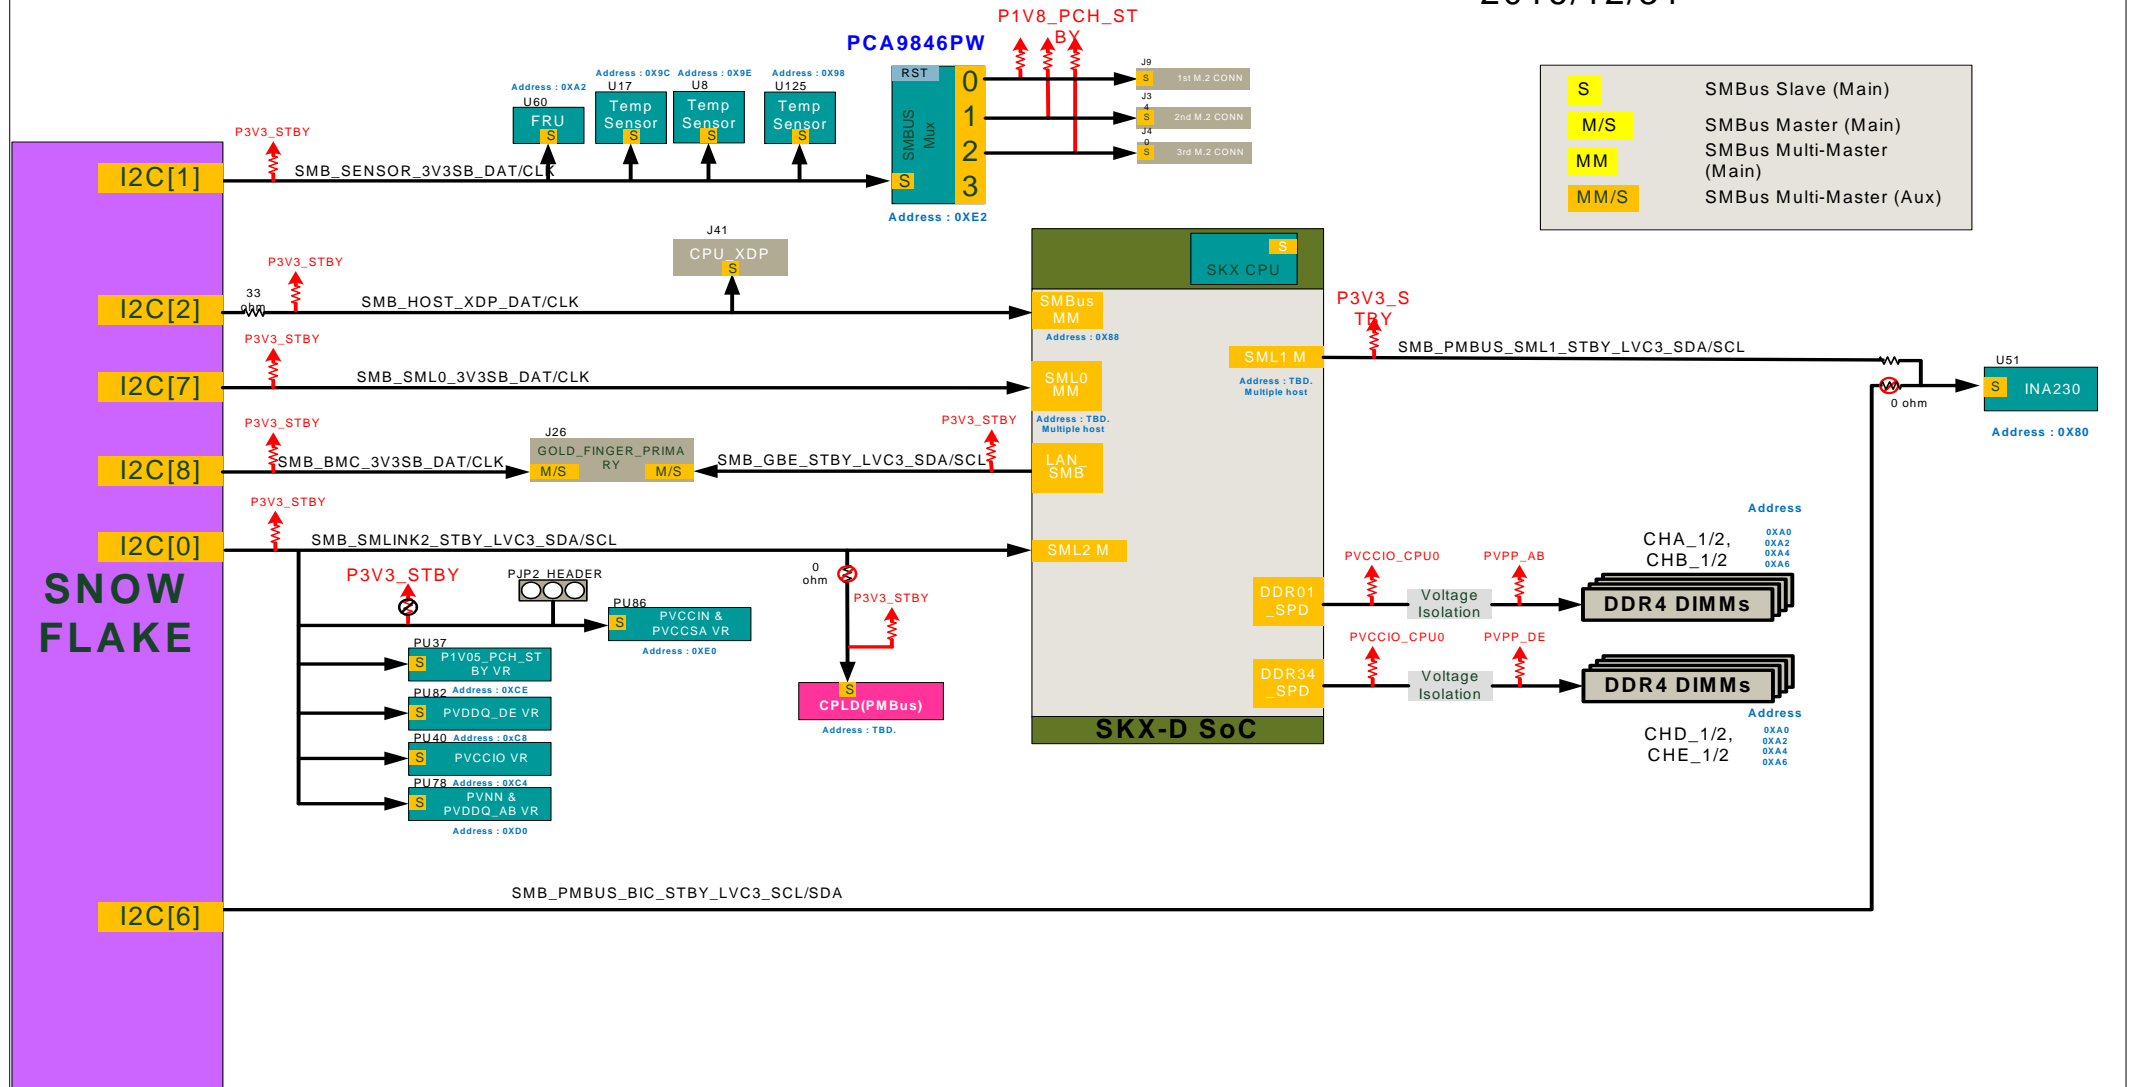 P1V8_PCH_ST
BY
PCA9846PW
RST
0
1
2
3
SMBUS
Mux
S
Address : 0XE2
J9
S
1st M.2 CONN
J3
4
S
2nd M.2 CONN
J4
0
S
3rd M.2 CONN
S
SMBus Slave (Main)
M/S
SMBus Master (Main)
MM
SMBus Multi-Master
(Main)
MM/S
SMBus Multi-Master (Aux)
Address : 0XA2
U60
FRU
S
Address : 0X9C
U17
Temp
Sensor
S
Address : 0X9E
U8
Temp
Sensor
S
Address : 0X98
U125
Temp
Sensor
S
P3V3_STBY
I2C[1]
SMB_SENSOR_3V3SB_DAT/CLK
J41
CPU_XDP
S
P3V3_STBY
33
ohm
I2C[2]
SMB_HOST_XDP_DAT/CLK
S
SKX CPU
SMBus
MM
Address : 0X88
P3V3_STBY
I2C[7]
SMB_SML0_3V3SB_DAT/CLK
SML0
MM
Address : TBD.
Multiple host
SML1 M
Address : TBD.
Multiple host
P3V3_S
TBY
SMB_PMBUS_SML1_STBY_LVC3_SDA/SCL
0 ohm
U51
S
INA230
Address : 0X80
P3V3_STBY
I2C[8]
SMB_BMC_3V3SB_DAT/CLK
J26
GOLD_FINGER_PRIMA
RY
M/S
M/S
P3V3_STBY
SMB_GBE_STBY_LVC3_SDA/SCL
LAN_
SMB
P3V3_STBY
I2C[0]
SMB_SMLINK2_STBY_LVC3_SDA/SCL
SML2 M
SNOW
FLAKE
P3V3_STBY
PJP2_HEADER
PU86
S
PVCCIN &
PVCCSA VR
Address : 0XE0
PU37
S
P1V05_PCH_ST
BY VR
Address : 0XCE
PU82
S
PVDDQ_DE VR
Address : 0xC8
PU40
S
PVCCIO VR
Address : 0XC4
PU78
S
PVNN &
PVDDQ_AB VR
Address : 0XD0
0
ohm
P3V3_STBY
S
CPLD(PMBus)
Address : TBD.
DDR01
_SPD
PVCCIO_CPU0
Voltage
Isolation
PVPP_AB
CHA_1/2,
CHB_1/2
Address
0XA0
0XA2
0XA4
0XA6
DDR4 DIMMs
DDR34
_SPD
PVCCIO_CPU0
Voltage
Isolation
PVPP_DE
DDR4 DIMMs
Address
CHD_1/2,
CHE_1/2
0XA0
0XA2
0XA4
0XA6
SKX-D SoC
I2C[6]
SMB_PMBUS_BIC_STBY_LVC3_SCL/SDA